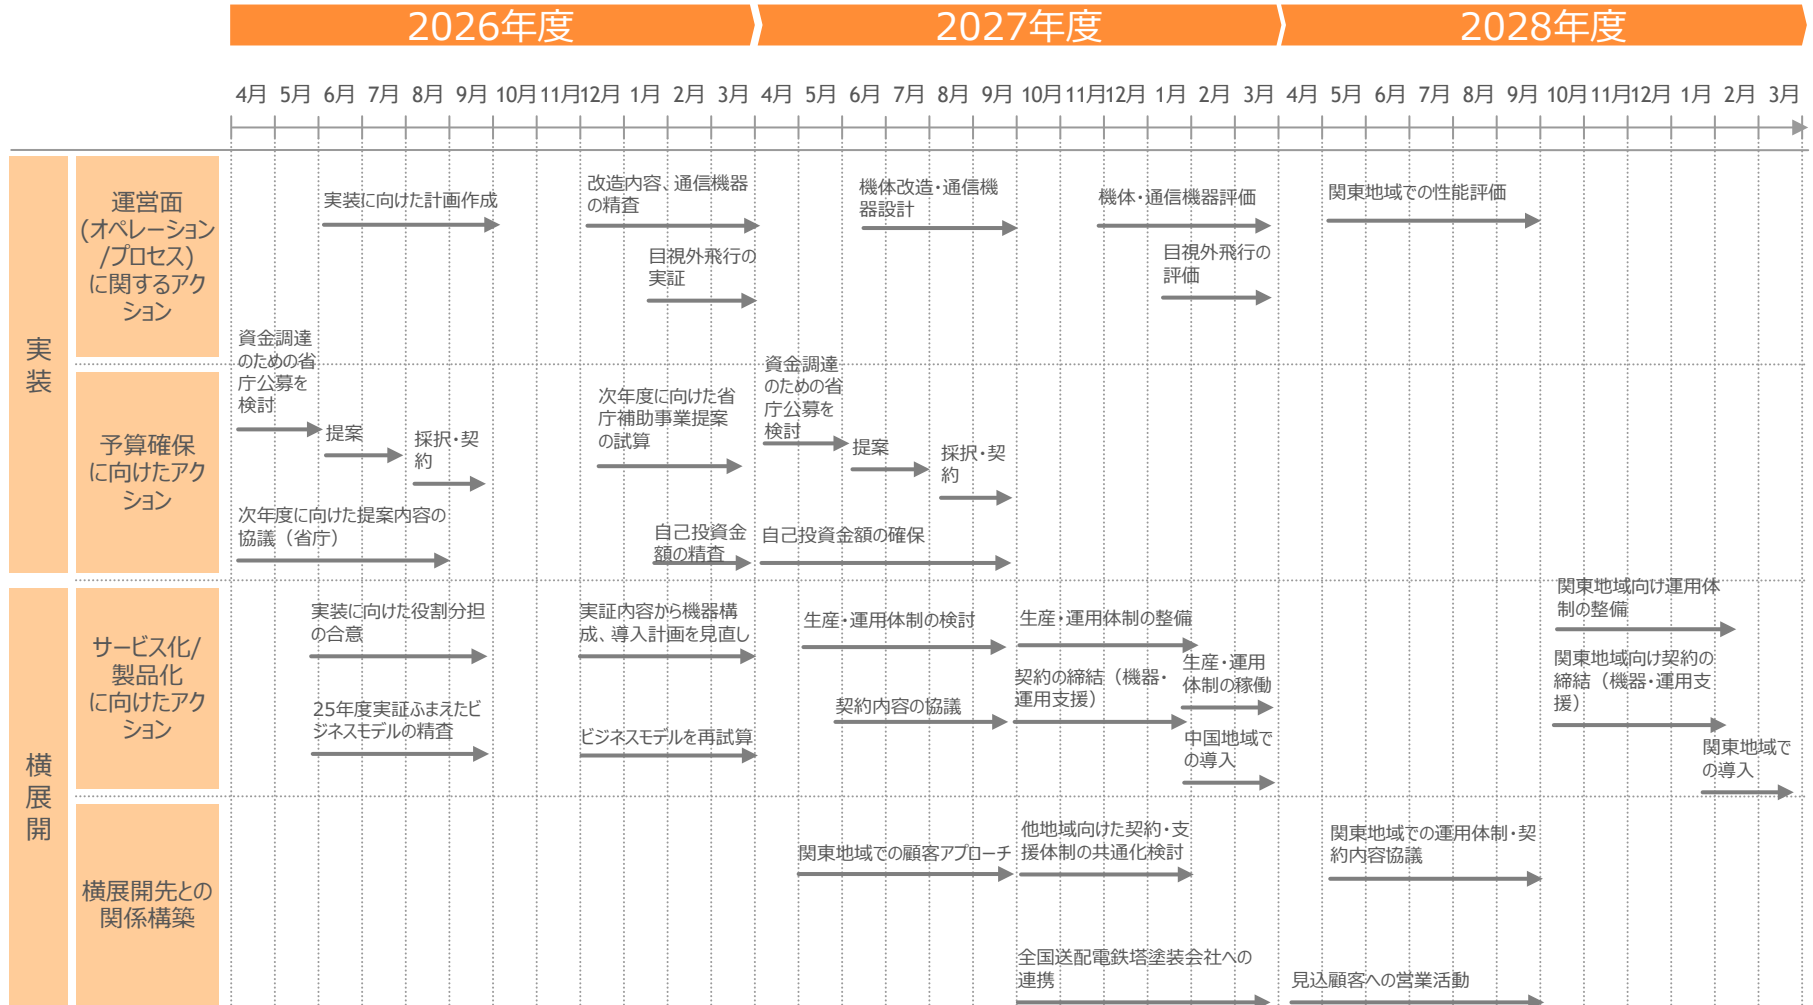 2026年度
2027年度
2028年度
4月 5月 6月 7月 8月 9月 10月 11月 12月 1月 2月 3月 4月 5月 6月 7月 8月 9月 10月 11月 12月 1月 2月 3月 4月 5月 6月 7月 8月 9月 10月 11月 12月 1月 2月 3月
実
装
運営面
(オペレーション
/プロセス)
に関するアク
ション
実装に向けた計画作成
改造内容、通信機器
の精査
目視外飛行の
実証
機体改造・通信機
器設計
機体・通信機器評価
目視外飛行の
評価
関東地域での性能評価
予算確保
に向けたアク
ション
資金調達
のための省
庁公募を
検討
提案
採択・契
約
次年度に向けた提案内容の
協議（省庁）
次年度に向けた省
庁補助事業提案
の試算
自己投資金
額の精査
資金調達
のための省
庁公募を
検討
提案
採択・契
約
自己投資金額の確保
横
展
開
サービス化/
製品化
に向けたアク
ション
実装に向けた役割分担
の合意
25年度実証ふまえたビ
ジネスモデルの精査
実証内容から機器構
成、導入計画を見直し
ビジネスモデルを再試算
生産・運用体制の検討
契約内容の協議
生産・運用体制の整備
契約の締結（機器・
運用支援）
生産・運用
体制の稼働
中国地域で
の導入
関東地域向け運用体
制の整備
関東地域向け契約の
締結（機器・運用支
援）
関東地域で
の導入
横展開先との
関係構築
関東地域での顧客アプローチ
他地域向けた契約・支
援体制の共通化検討
全国送配電鉄塔塗装会社への
連携
関東地域での運用体制・契
約内容協議
見込顧客への営業活動